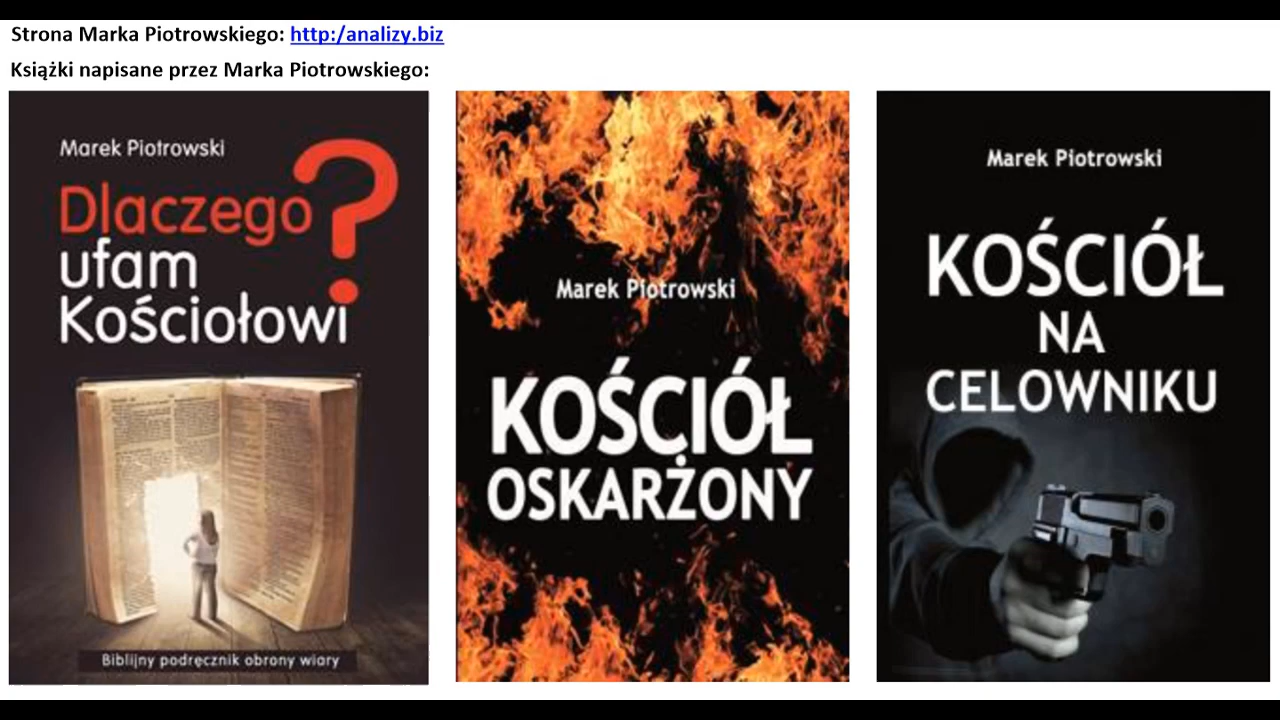 Strona Marka Piotrowskiego: http:/analizy.biz
Książki napisane przez Marka Piotrowskiego:
Marek Piotrowski
Dlaczego
ufam
Kościołowi
?
Biblijny podręcznik obrony wiary
Marek Piotrowski
KOŚCIÓŁ
OSKARŻONY
Marek Piotrowski
KOŚCIÓŁ
NA
CELOWNIKU